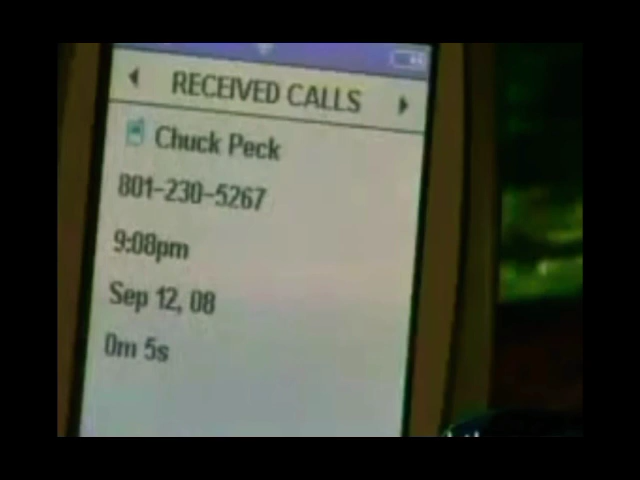 RECEIVED CALLS
Chuck Peck
801-230-5267
9:08pm
Sep 12, 08
0m 5s